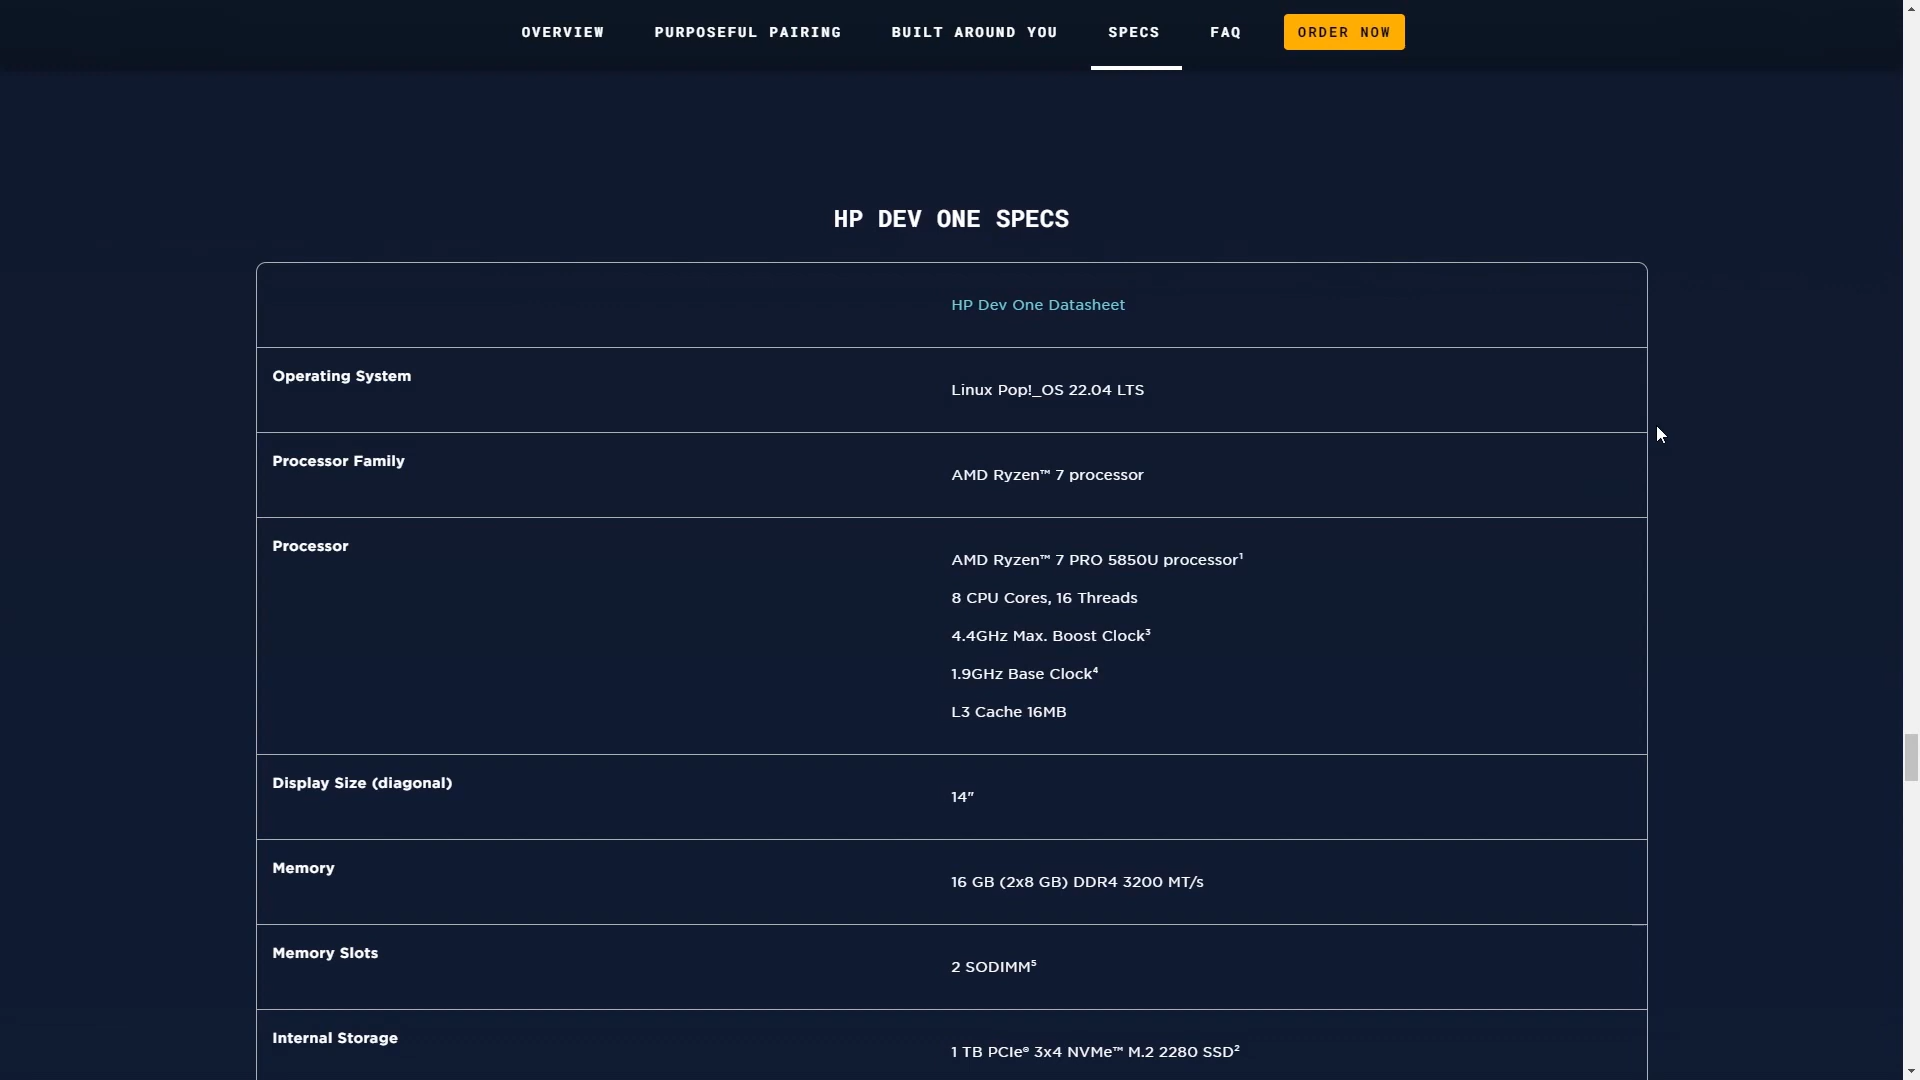 OVERVIEW PURPOSEFUL PAIRING BUILT AROUND YOU SPECS FAQ ORDER NOW
HP DEV ONE SPECS
HP Dev One Datasheet
Operating System
Linux Pop!_OS 22.04 LTS
Processor Family
AMD Ryzen™ 7 processor
Processor
AMD Ryzen™ 7 PRO 5850U processor¹
8 CPU Cores, 16 Threads
4.4GHz Max. Boost Clock³
1.9GHz Base Clock⁴
L3 Cache 16MB
Display Size (diagonal)
14"
Memory
16 GB (2x8 GB) DDR4 3200 MT/s
Memory Slots
2 SODIMM⁵
Internal Storage
1 TB PCIe® 3x4 NVMe™ M.2 2280 SSD²